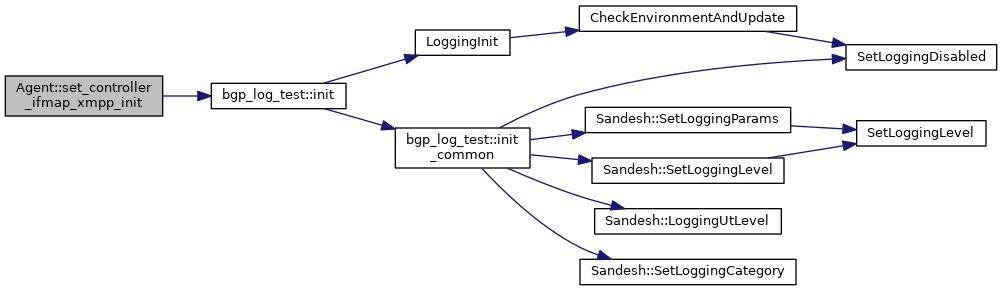 Agent::set_controller
_ifmap_xmpp_init
bgp_log_test::init
LoggingInit
CheckEnvironmentAndUpdate
SetLoggingDisabled
bgp_log_test::init
_common
Sandesh::SetLoggingParams
SetLoggingLevel
Sandesh::SetLoggingLevel
Sandesh::LoggingUtLevel
Sandesh::SetLoggingCategory